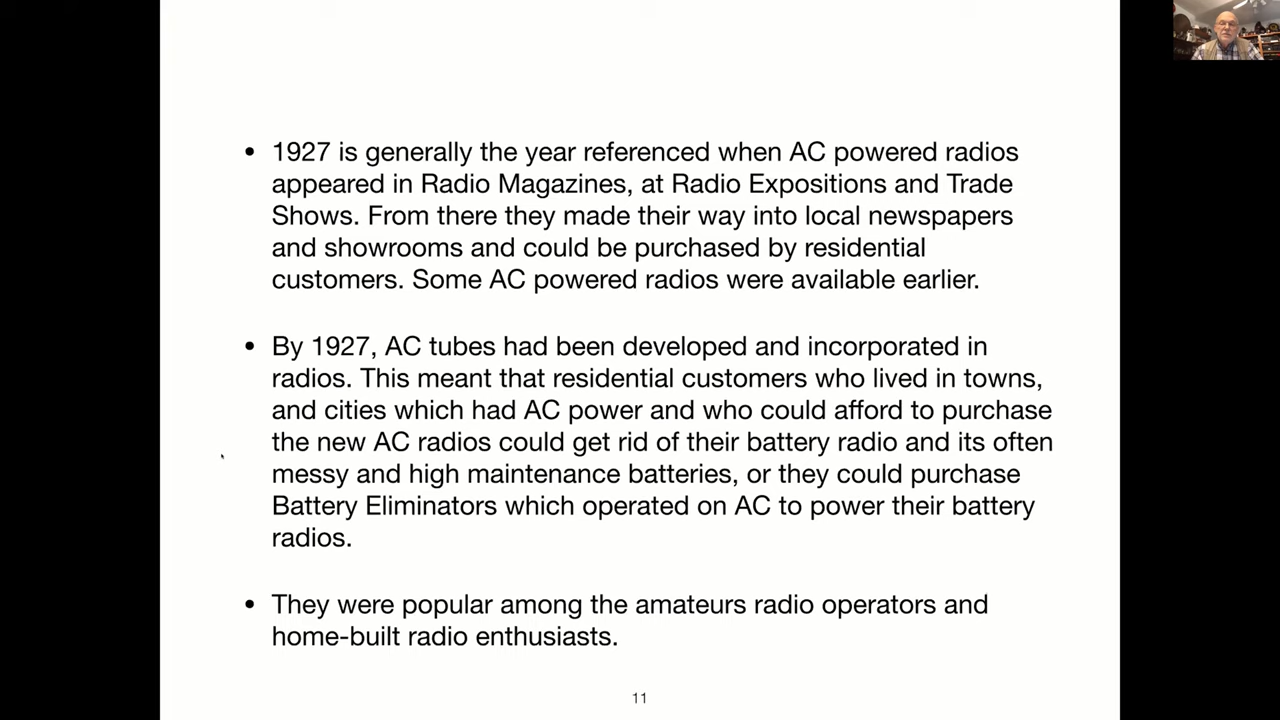 • 1927 is generally the year referenced when AC powered radios
appeared in Radio Magazines, at Radio Expositions and Trade
Shows. From there they made their way into local newspapers
and showrooms and could be purchased by residential
customers. Some AC powered radios were available earlier.
• By 1927, AC tubes had been developed and incorporated in
radios. This meant that residential customers who lived in towns,
and cities which had AC power and who could afford to purchase
the new AC radios could get rid of their battery radio and its often
messy and high maintenance batteries, or they could purchase
Battery Eliminators which operated on AC to power their battery
radios.
• They were popular among the amateurs radio operators and
home-built radio enthusiasts.
11